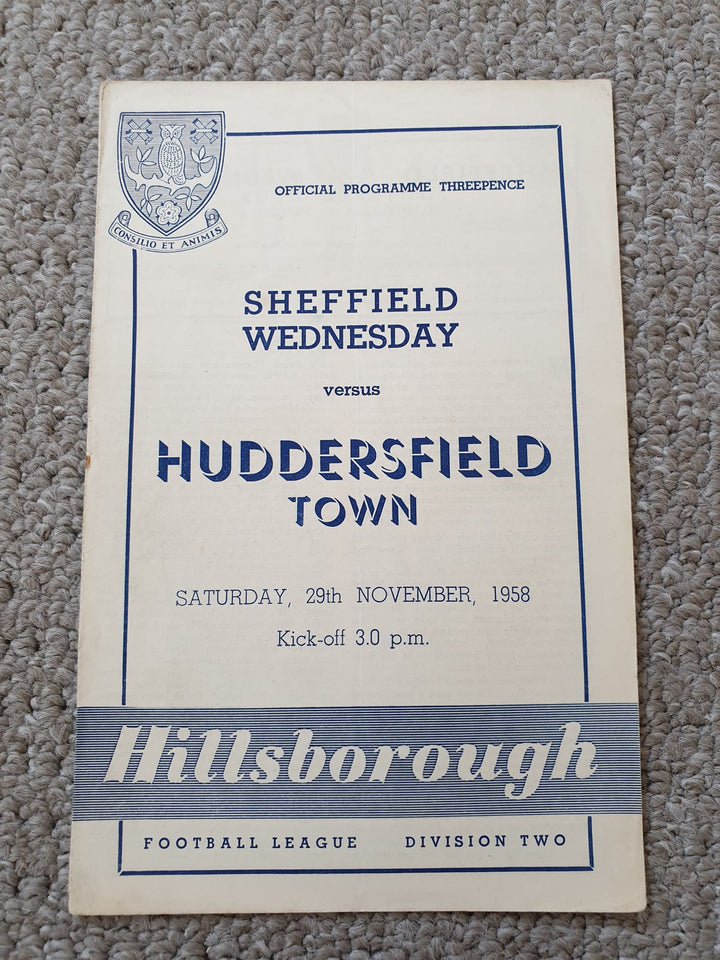 CONSILIO ET ANIMIS
OFFICIAL PROGRAMME THREEPENCE
SHEFFIELD
WEDNESDAY
versus
HUDDERSFIELD
TOWN
SATURDAY, 29th NOVEMBER, 1958
Kick-off 3.0 p.m.
Hillsborough
FOOTBALL LEAGUE DIVISION TWO